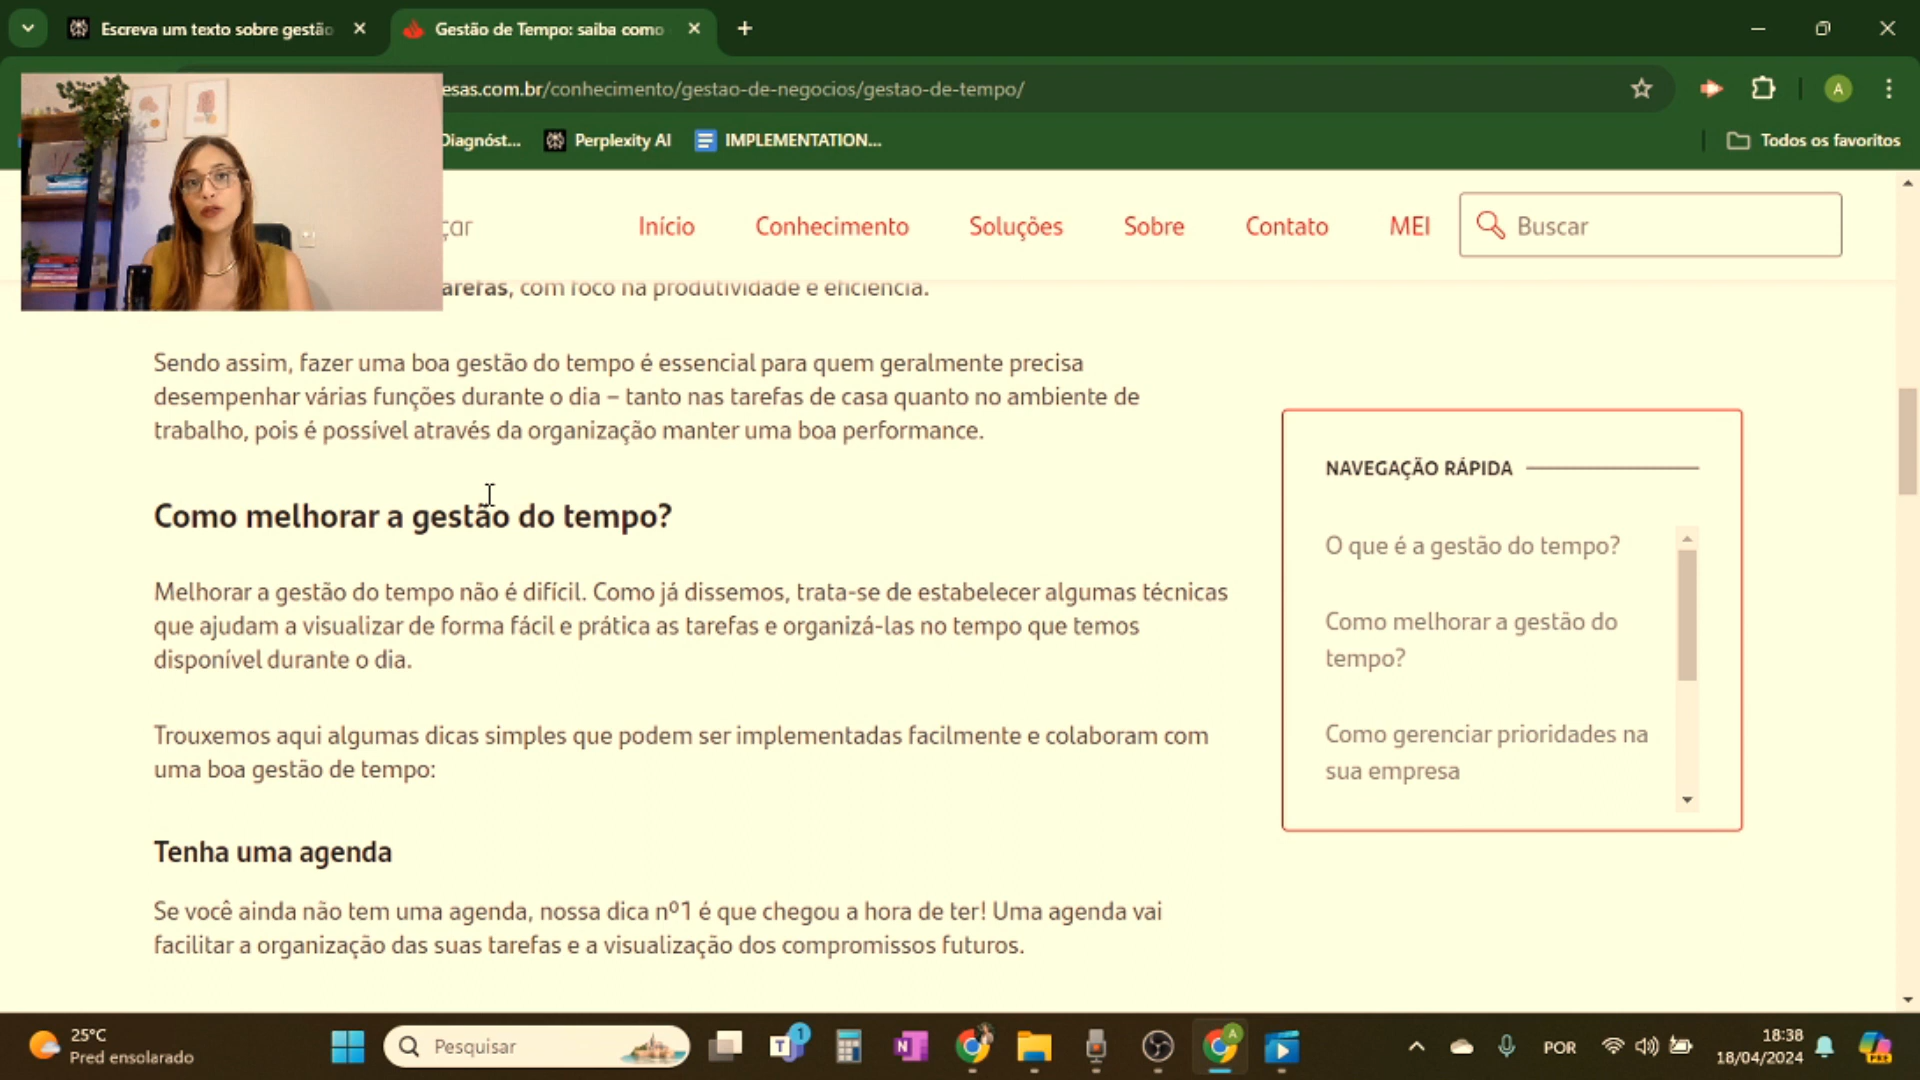 Escreva um texto sobre gestão
Gestão de Tempo: saiba como
esas.com.br/conhecimento/gestao-de-negocios/gestao-de-tempo/
A
Diagnóst...
Perplexity AI
IMPLEMENTATION...
Todos os favoritos
çar
Início
Conhecimento
Soluções
Sobre
Contato
MEI
Buscar
arefas, com foco na produtividade e eficiência.
Sendo assim, fazer uma boa gestão do tempo é essencial para quem geralmente precisa
desempenhar várias funções durante o dia – tanto nas tarefas de casa quanto no ambiente de
trabalho, pois é possível através da organização manter uma boa performance.
Como melhorar a gestão do tempo?
Melhorar a gestão do tempo não é difícil. Como já dissemos, trata-se de estabelecer algumas técnicas
que ajudam a visualizar de forma fácil e prática as tarefas e organizá-las no tempo que temos
disponível durante o dia.
Trouxemos aqui algumas dicas simples que podem ser implementadas facilmente e colaboram com
uma boa gestão de tempo:
Tenha uma agenda
Se você ainda não tem uma agenda, nossa dica nº1 é que chegou a hora de ter! Uma agenda vai
facilitar a organização das suas tarefas e a visualização dos compromissos futuros.
NAVEGAÇÃO RÁPIDA
O que é a gestão do tempo?
Como melhorar a gestão do
tempo?
Como gerenciar prioridades na
sua empresa
25°C
Pred ensolarado
Pesquisar
1
T
N
A
POR
18:38
18/04/2024
PRE